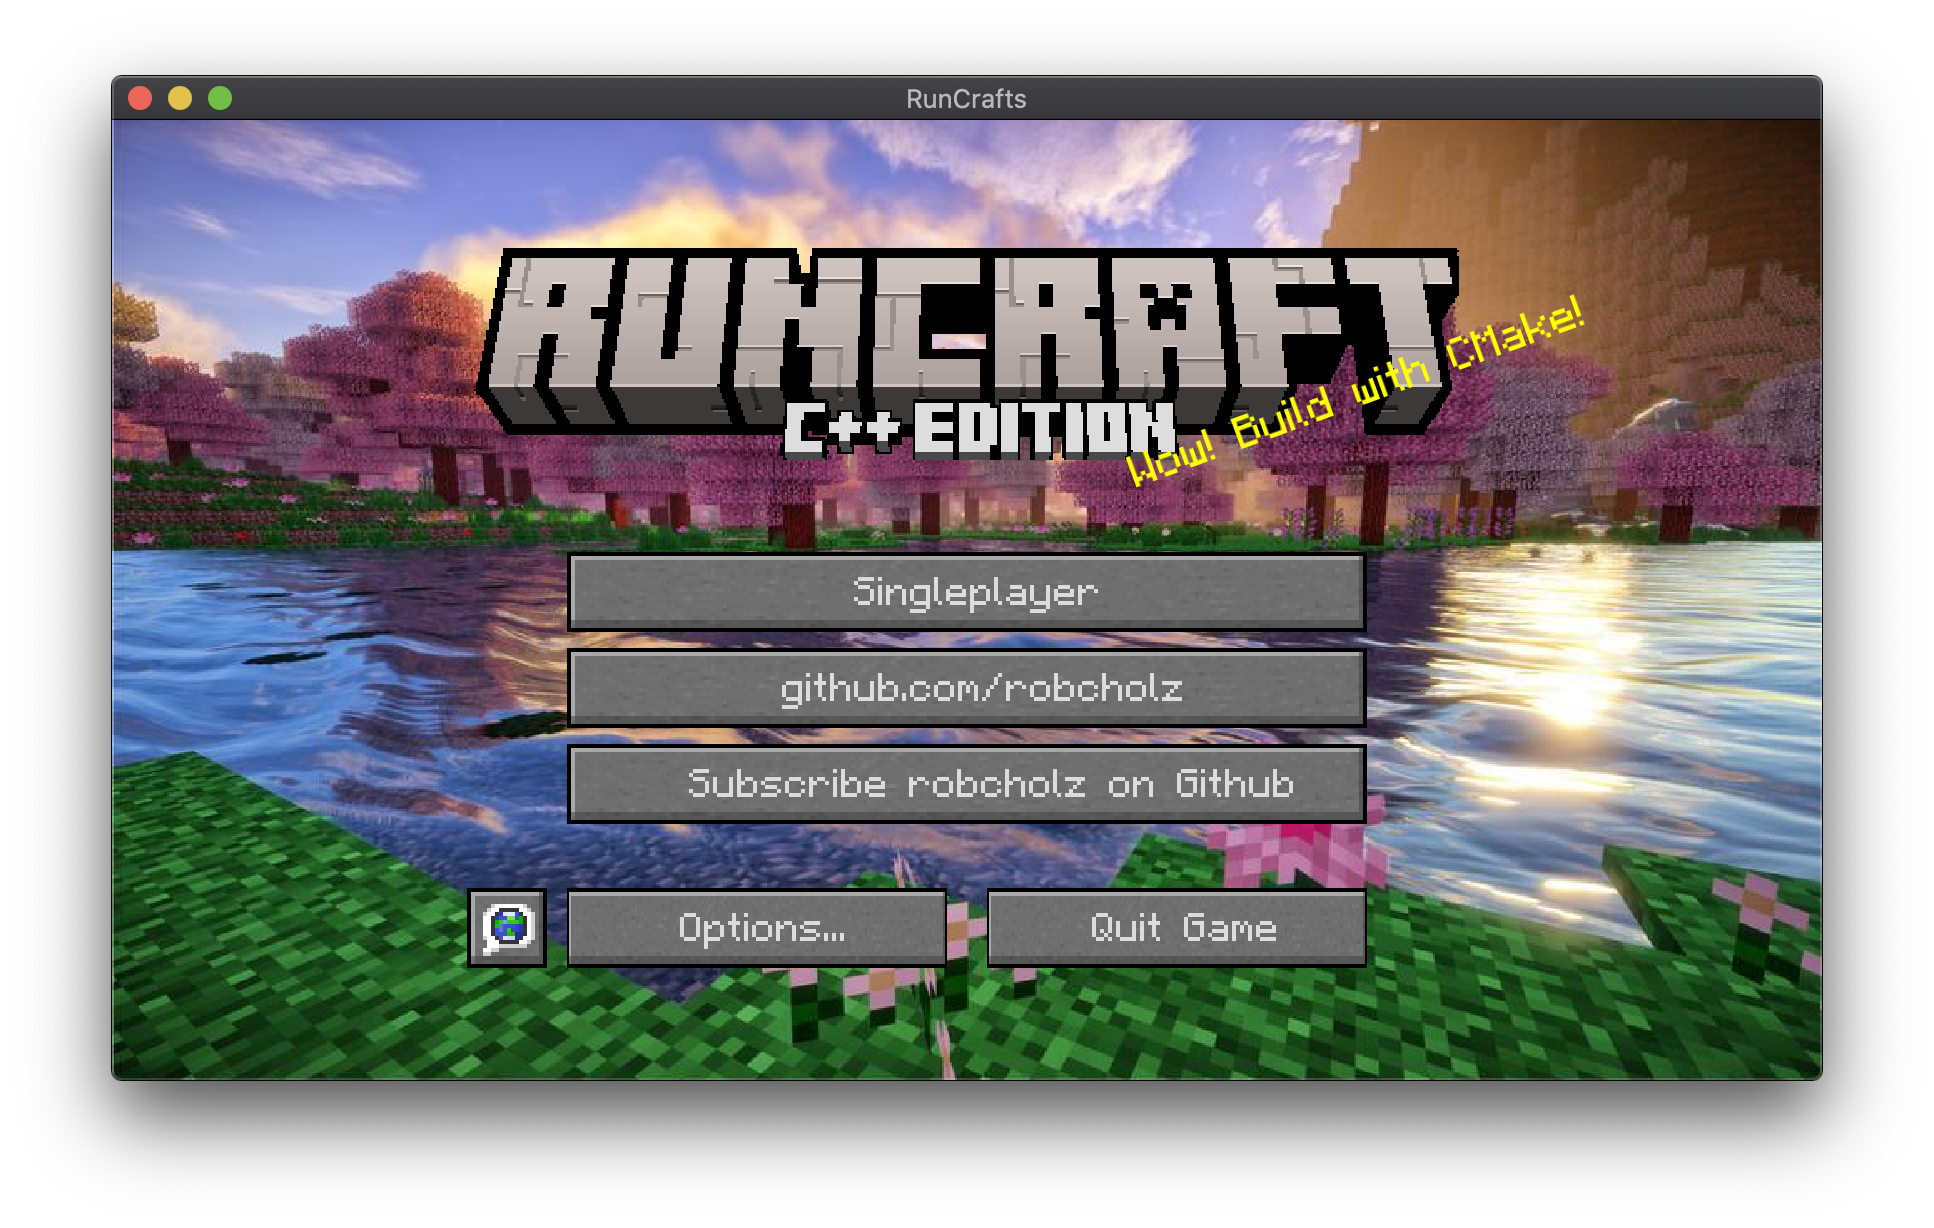 RunCrafts
RUNCRAFT
C++ EDITION
Wow! Build with CMake!
Singleplayer
github.com/robcholz
Subscribe robcholz on Github
Options...
Quit Game